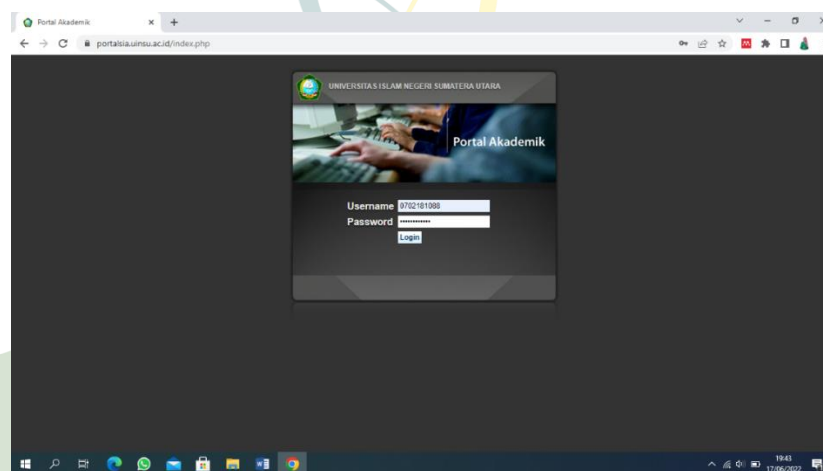 Portal Akademik
portalsia.uinsu.ac.id/index.php
UNIVERSITAS ISLAM NEGERI SUMATERA UTARA
Portal Akademik
Username 0702181088
Password ************
Login
19:43
17/06/2022